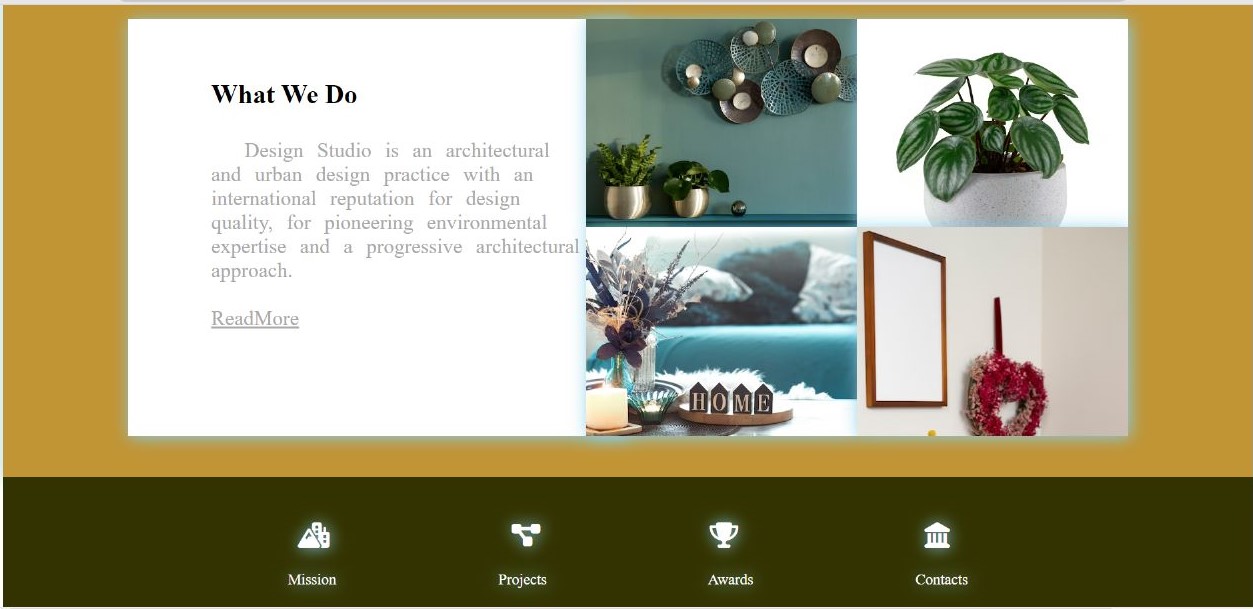 What We Do
Design Studio is an architectural
and urban design practice with an
international reputation for design
quality, for pioneering environmental
expertise and a progressive architectural
approach.
ReadMore
HOME
Mission
Projects
Awards
Contacts